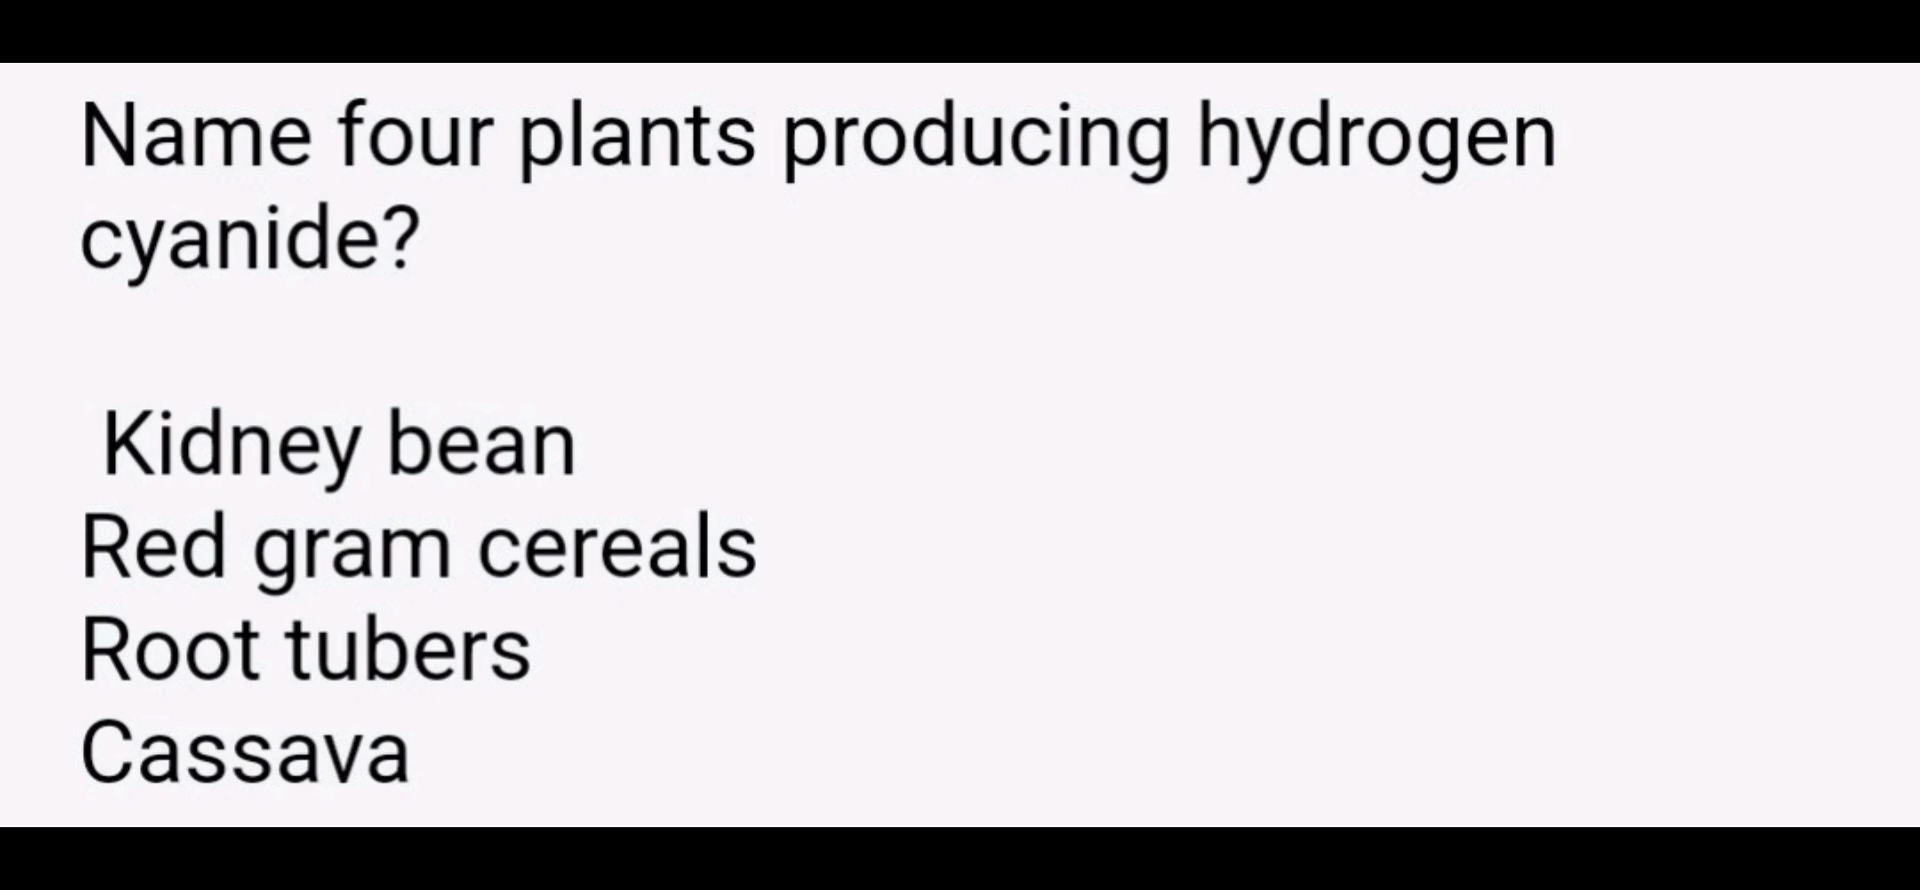 Name four plants producing hydrogen
cyanide?
Kidney bean
Red gram cereals
Root tubers
Cassava